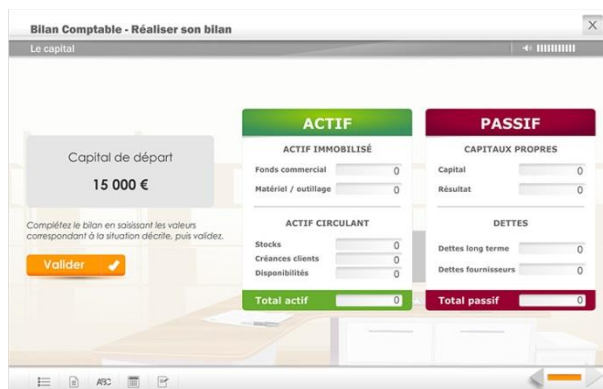 Bilan Comptable - Réaliser son bilan
X
Le capital
Capital de départ
15 000 €
Complétez le bilan en saisissant les valeurs
correspondant à la situation décrite, puis validez.
Valider
ACTIF
ACTIF IMMOBILISÉ
Fonds commercial 0
Matériel / outillage 0
ACTIF CIRCULANT
Stocks 0
Créances clients 0
Disponibilités 0
Total actif 0
PASSIF
CAPITAUX PROPRES
Capital 0
Résultat 0
DETTES
Dettes long terme 0
Dettes fournisseurs 0
Total passif 0
ABC